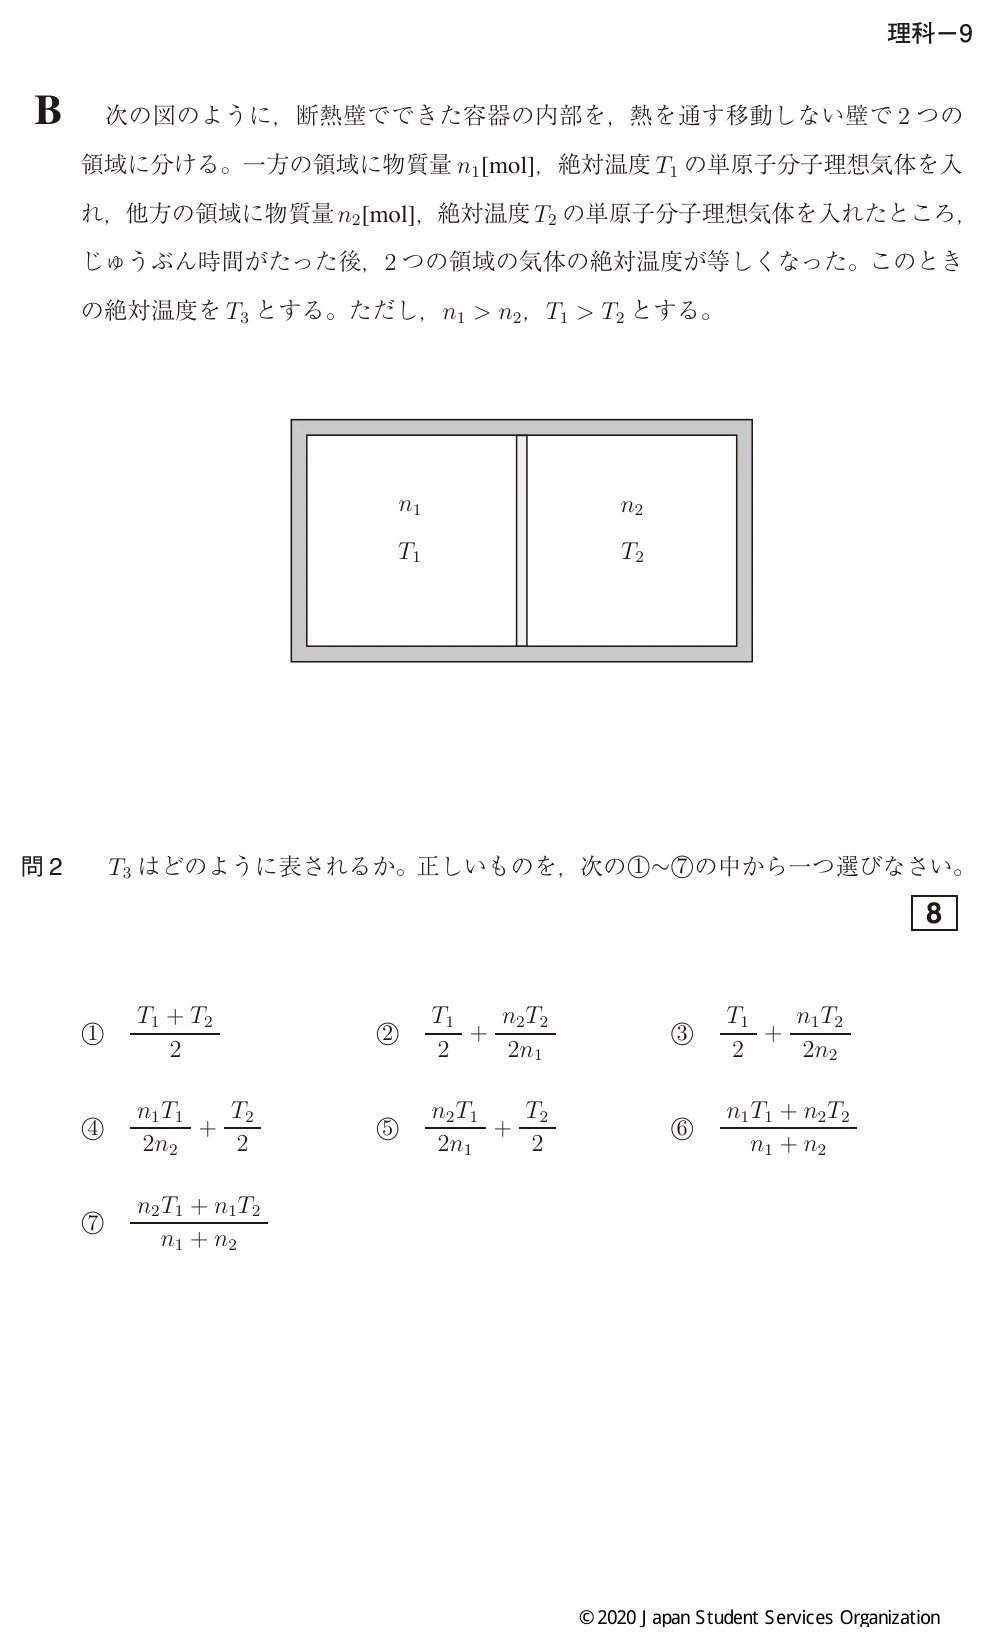 理科－9
B　次の図のように，断熱壁でできた容器の内部を，熱を通す移動しない壁で 2 つの
領域に分ける。一方の領域に物質量 n₁[mol]，絶対温度 T₁ の単原子分子理想気体を入
れ，他方の領域に物質量 n₂[mol]，絶対温度 T₂ の単原子分子理想気体を入れたところ，
じゅうぶん時間がたった後，2 つの領域の気体の絶対温度が等しくなった。このとき
の絶対温度を T₃ とする。ただし，n₁ > n₂，T₁ > T₂ とする。
n₁ n₂
T₁ T₂
問 2　T₃ はどのように表されるか。正しいものを，次の①～⑦の中から一つ選びなさい。
8
① (T₁ + T₂)/2 ② T₁/2 + n₂T₂/2n₁ ③ T₁/2 + n₁T₂/2n₂
④ n₁T₁/2n₂ + T₂/2 ⑤ n₂T₁/2n₁ + T₂/2 ⑥ (n₁T₁ + n₂T₂)/(n₁ + n₂)
⑦ (n₂T₁ + n₁T₂)/(n₁ + n₂)
© 2020 Japan Student Services Organization